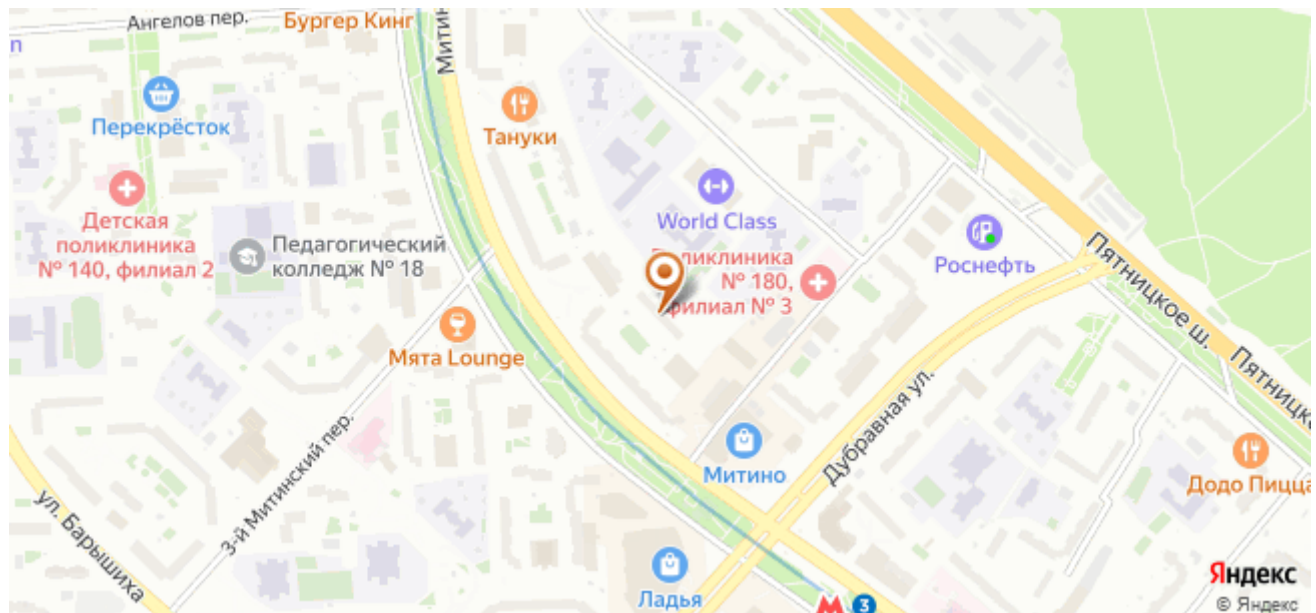 Ангелов пер.
Бургер Кинг
Митин
n
Перекрёсток
Тануки
Детская
поликлиника
№ 140, филиал 2
Педагогический
колледж № 18
World Class
Поликлиника
№ 180,
филиал № 3
Роснефть
Пятницкое ш.
Пятницко
Мята Lounge
Дубравная ул.
3-й Митинский пер.
Митино
Додо Пицца
ул. Барышиха
Ладья
3
Яндекс
© Яндекс